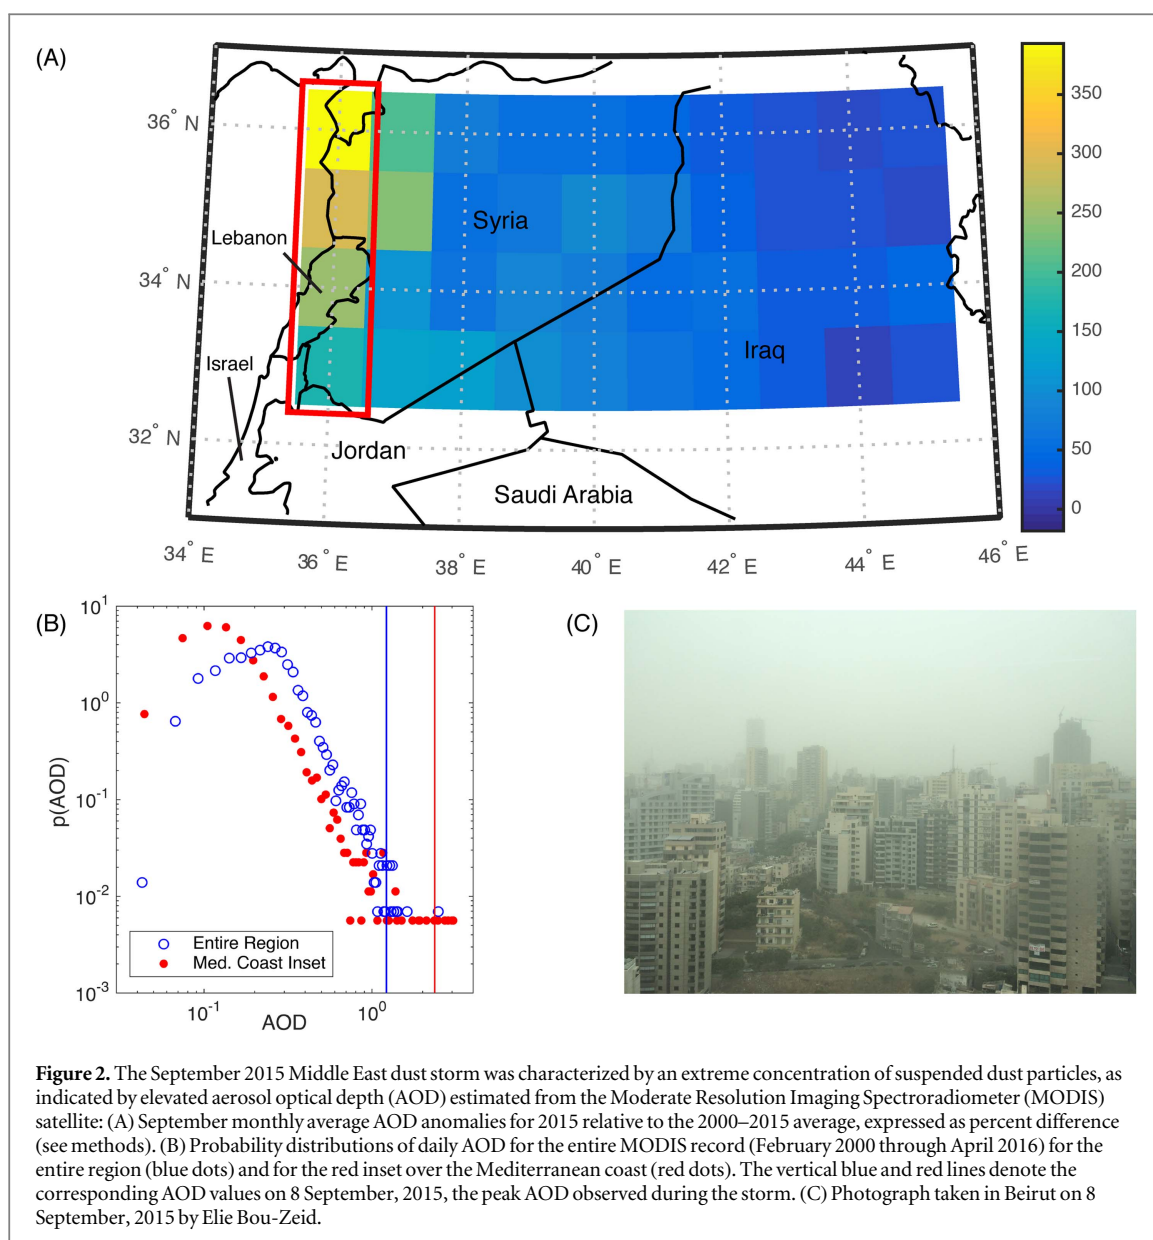 (A)
36° N
34° N
32° N
34° E
36° E
38° E
40° E
42° E
44° E
46° E
Lebanon
Israel
Syria
Iraq
Jordan
Saudi Arabia
350
300
250
200
150
100
50
0
(B)
p(AOD)
10^1
10^0
10^-1
10^-2
10^-3
Entire Region
Med. Coast Inset
10^-1
10^0
AOD
(C)
Figure 2. The September 2015 Middle East dust storm was characterized by an extreme concentration of suspended dust particles, as
indicated by elevated aerosol optical depth (AOD) estimated from the Moderate Resolution Imaging Spectroradiometer (MODIS)
satellite: (A) September monthly average AOD anomalies for 2015 relative to the 2000–2015 average, expressed as percent difference
(see methods). (B) Probability distributions of daily AOD for the entire MODIS record (February 2000 through April 2016) for the
entire region (blue dots) and for the red inset over the Mediterranean coast (red dots). The vertical blue and red lines denote the
corresponding AOD values on 8 September, 2015, the peak AOD observed during the storm. (C) Photograph taken in Beirut on 8
September, 2015 by Elie Bou-Zeid.